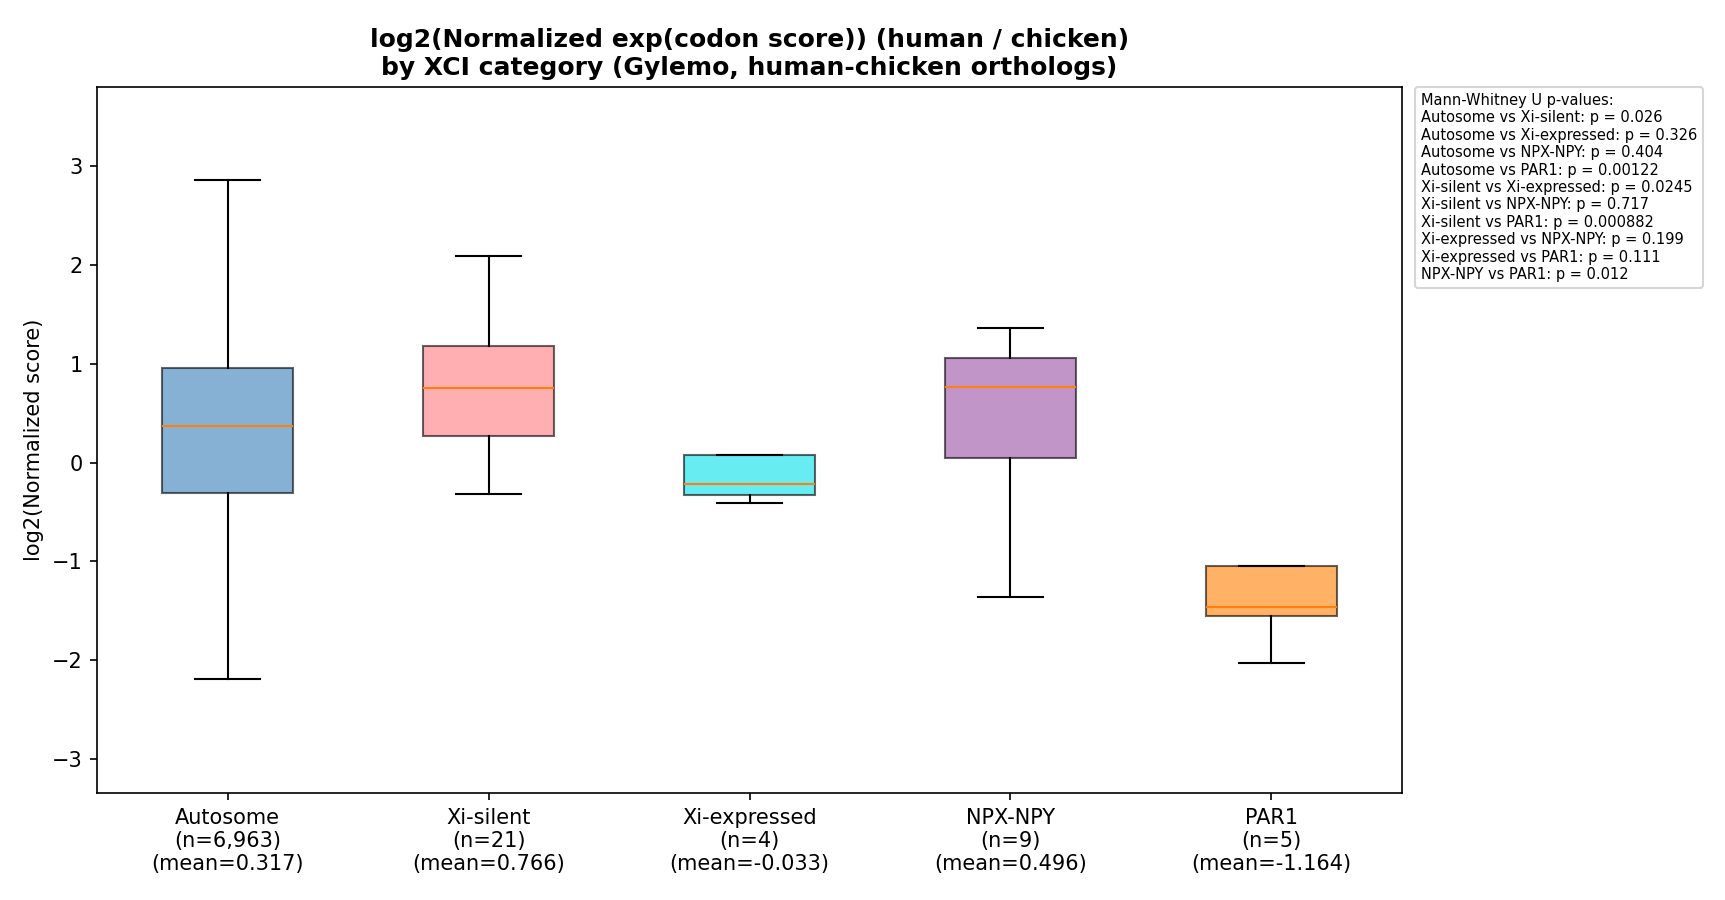 log2(Normalized exp(codon score)) (human / chicken)
by XCI category (Gylemo, human-chicken orthologs)
Mann-Whitney U p-values:
Autosome vs Xi-silent: p = 0.026
Autosome vs Xi-expressed: p = 0.326
Autosome vs NPX-NPY: p = 0.404
Autosome vs PAR1: p = 0.00122
Xi-silent vs Xi-expressed: p = 0.0245
Xi-silent vs NPX-NPY: p = 0.717
Xi-silent vs PAR1: p = 0.000882
Xi-expressed vs NPX-NPY: p = 0.199
Xi-expressed vs PAR1: p = 0.111
NPX-NPY vs PAR1: p = 0.012
log2(Normalized score)
3
2
1
0
−1
−2
−3
Autosome
(n=6,963)
(mean=0.317)
Xi-silent
(n=21)
(mean=0.766)
Xi-expressed
(n=4)
(mean=-0.033)
NPX-NPY
(n=9)
(mean=0.496)
PAR1
(n=5)
(mean=-1.164)